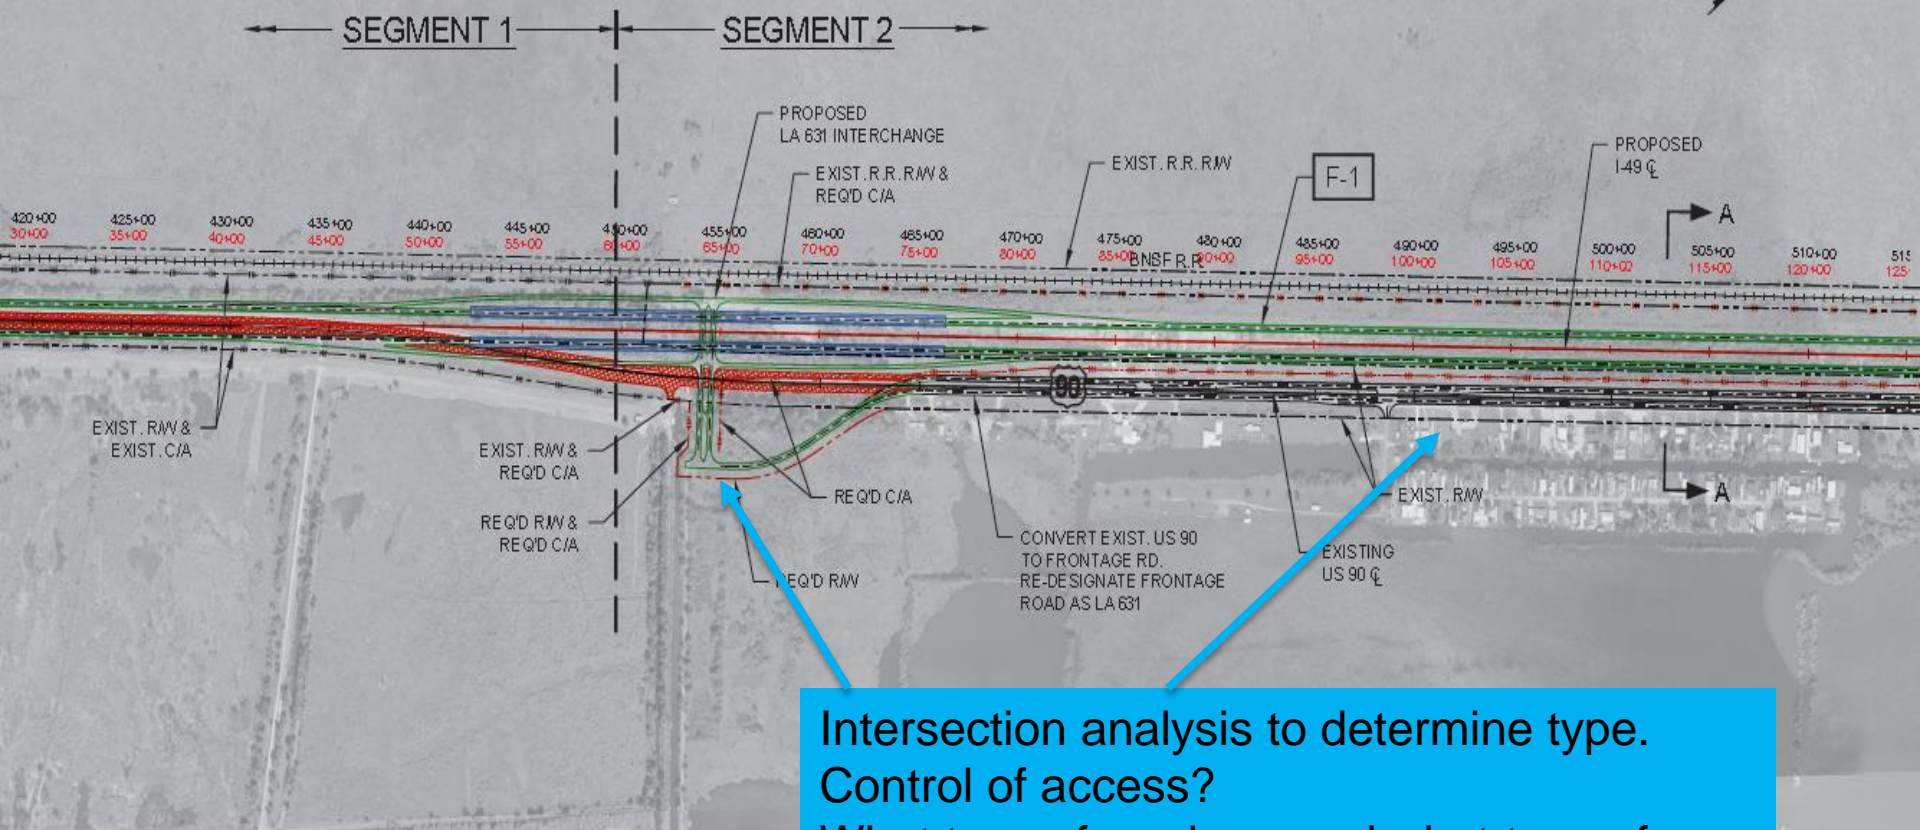 SEGMENT 1
SEGMENT 2
PROPOSED
LA 631 INTERCHANGE
EXIST. R.R. R/W &
REQ'D C/A
EXIST. R.R. R/W
F-1
PROPOSED
I-49 ℄
A
420+00 425+00 430+00 435+00 440+00 445+00 450+00 455+00 460+00 465+00 470+00 475+00 480+00 485+00 490+00 495+00 500+00 505+00 510+00
30+00 35+00 40+00 45+00 50+00 55+00 60+00 65+00 70+00 75+00 80+00 85+00 90+00 95+00 100+00 105+00 110+00 115+00 120+00
BNSF R.R.
90
EXIST. R/W &
EXIST. C/A
EXIST. R/W &
REQ'D C/A
REQ'D R/W &
REQ'D C/A
REQ'D C/A
REQ'D R/W
CONVERT EXIST. US 90
TO FRONTAGE RD.
RE-DESIGNATE FRONTAGE
ROAD AS LA 631
EXISTING
US 90 ℄
EXIST. R/W
A
Intersection analysis to determine type.
Control of access?